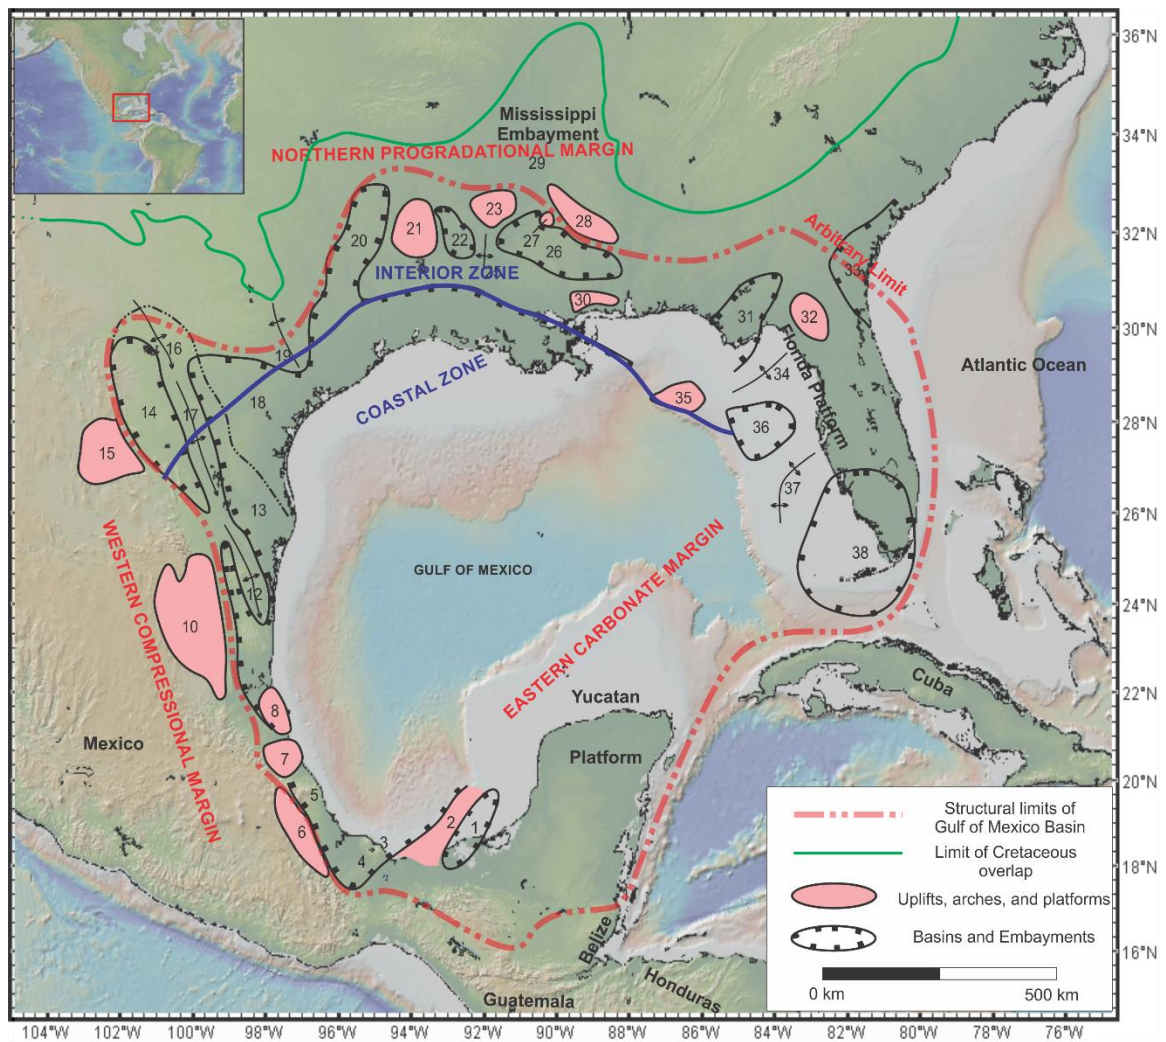 36°N
Mississippi
Embayment
34°N
NORTHERN PROGRADATIONAL MARGIN
29
28
23
21
22
27
26
20
Arbitrary Limit
32°N
INTERIOR ZONE
33
30
31
32
30°N
16
19
Florida Platform
Atlantic Ocean
COASTAL ZONE
34
14
17
18
35
28°N
36
15
37
13
26°N
WESTERN COMPRESSIONAL MARGIN
38
GULF OF MEXICO
EASTERN CARBONATE MARGIN
12
24°N
10
Cuba
22°N
Yucatan
8
Mexico
7
Platform
20°N
5
6
2
1
3
4
18°N
Belize
16°N
Honduras
Guatemala
Structural limits of
Gulf of Mexico Basin
Limit of Cretaceous
overlap
Uplifts, arches, and platforms
Basins and Embayments
0 km
500 km
104°W
102°W
100°W
98°W
96°W
94°W
92°W
90°W
88°W
86°W
84°W
82°W
80°W
78°W
76°W